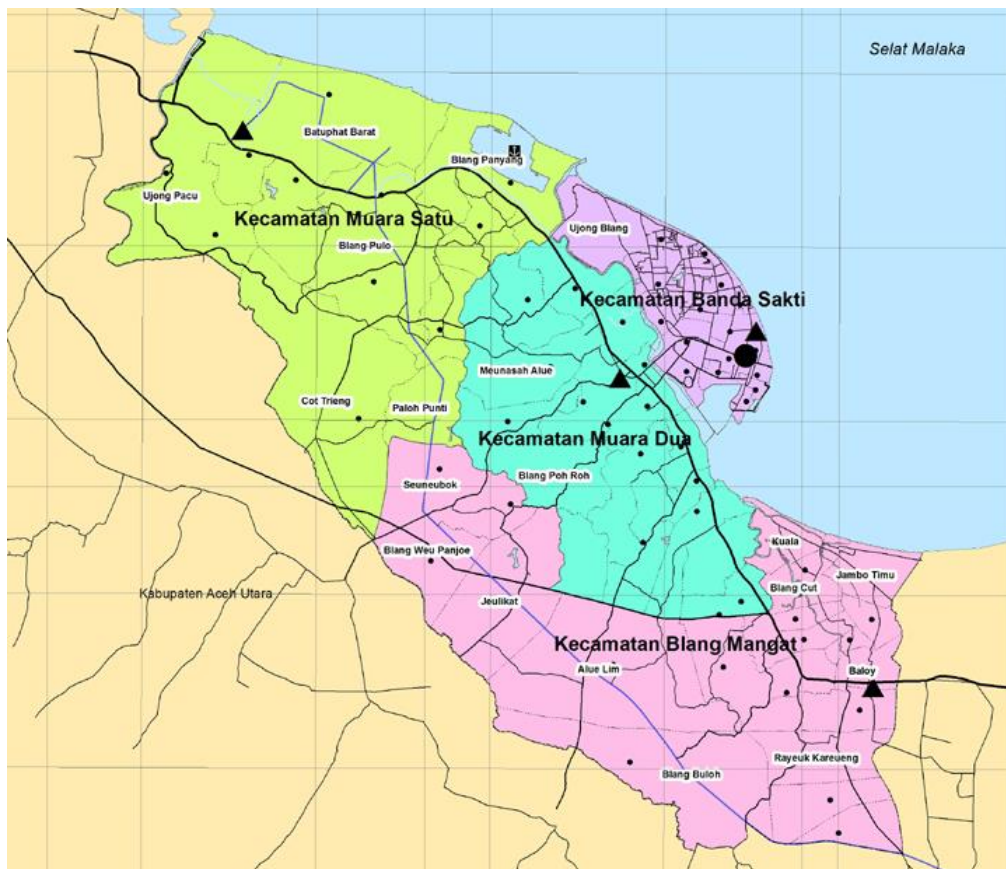 Selat Malaka
Batuphat Barat
Blang Panyang
Ujong Pacu
Kecamatan Muara Satu
Ujong Blang
Blang Pulo
Kecamatan Banda Sakti
Meunasah Alue
Cot Trieng
Paloh Punti
Kecamatan Muara Dua
Blang Poh Roh
Seuneubok
Kuala
Blang Weu Panjoe
Jambo Timu
Blang Cut
Kabupaten Aceh Utara
Jeulikat
Kecamatan Blang Mangat
Alue Lim
Baloy
Rayeuk Kareueng
Blang Buloh